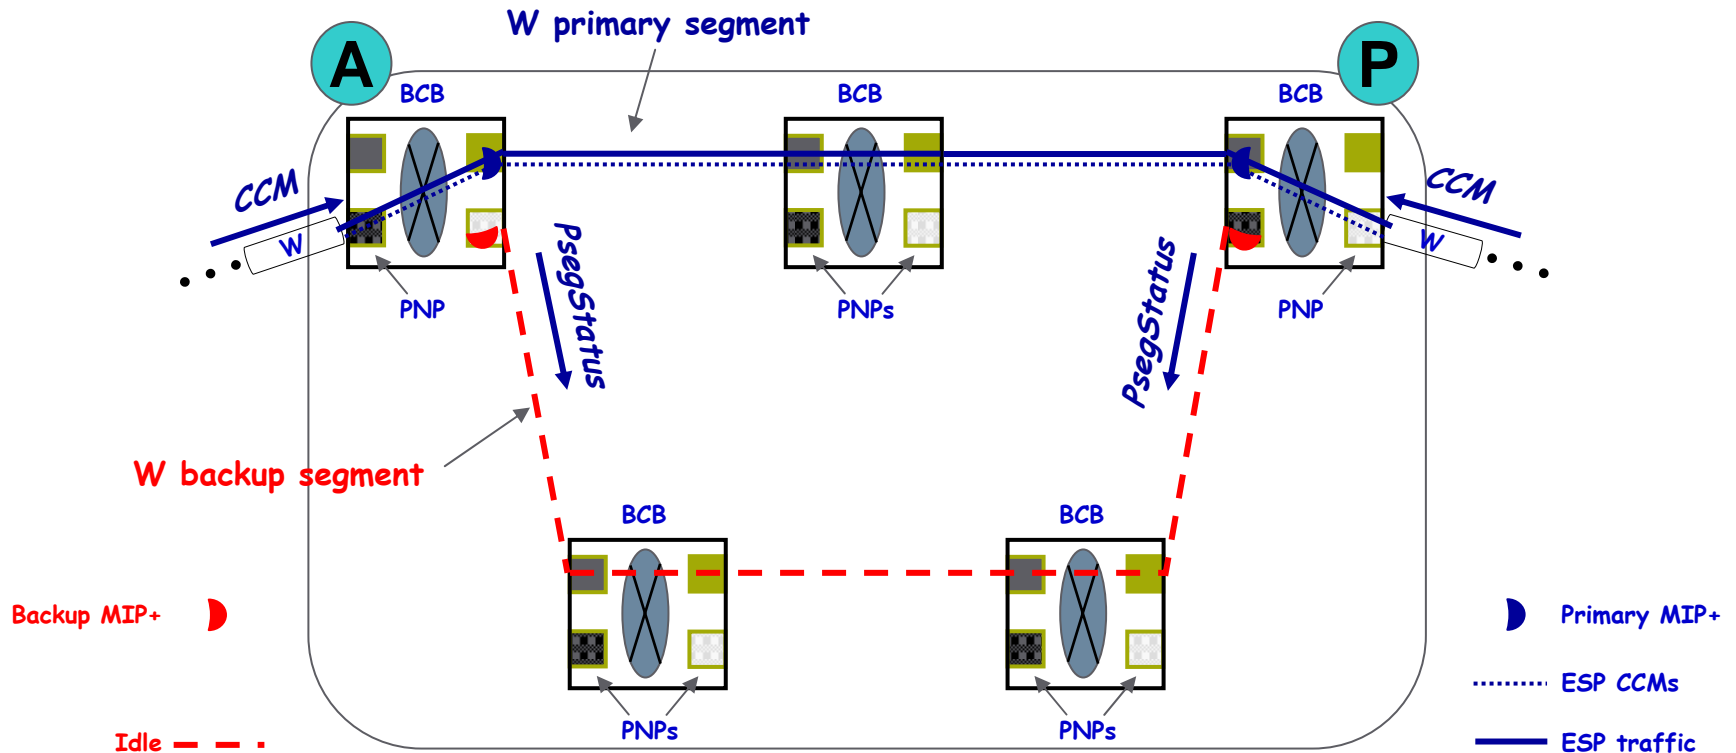 W primary segment
A
P
BCB
BCB
BCB
CCM
CCM
W
W
PNP
PNPs
PNP
PsegStatus
PsegStatus
W backup segment
BCB
BCB
Backup MIP+
Primary MIP+
ESP CCMs
PNPs
PNPs
Idle
ESP traffic